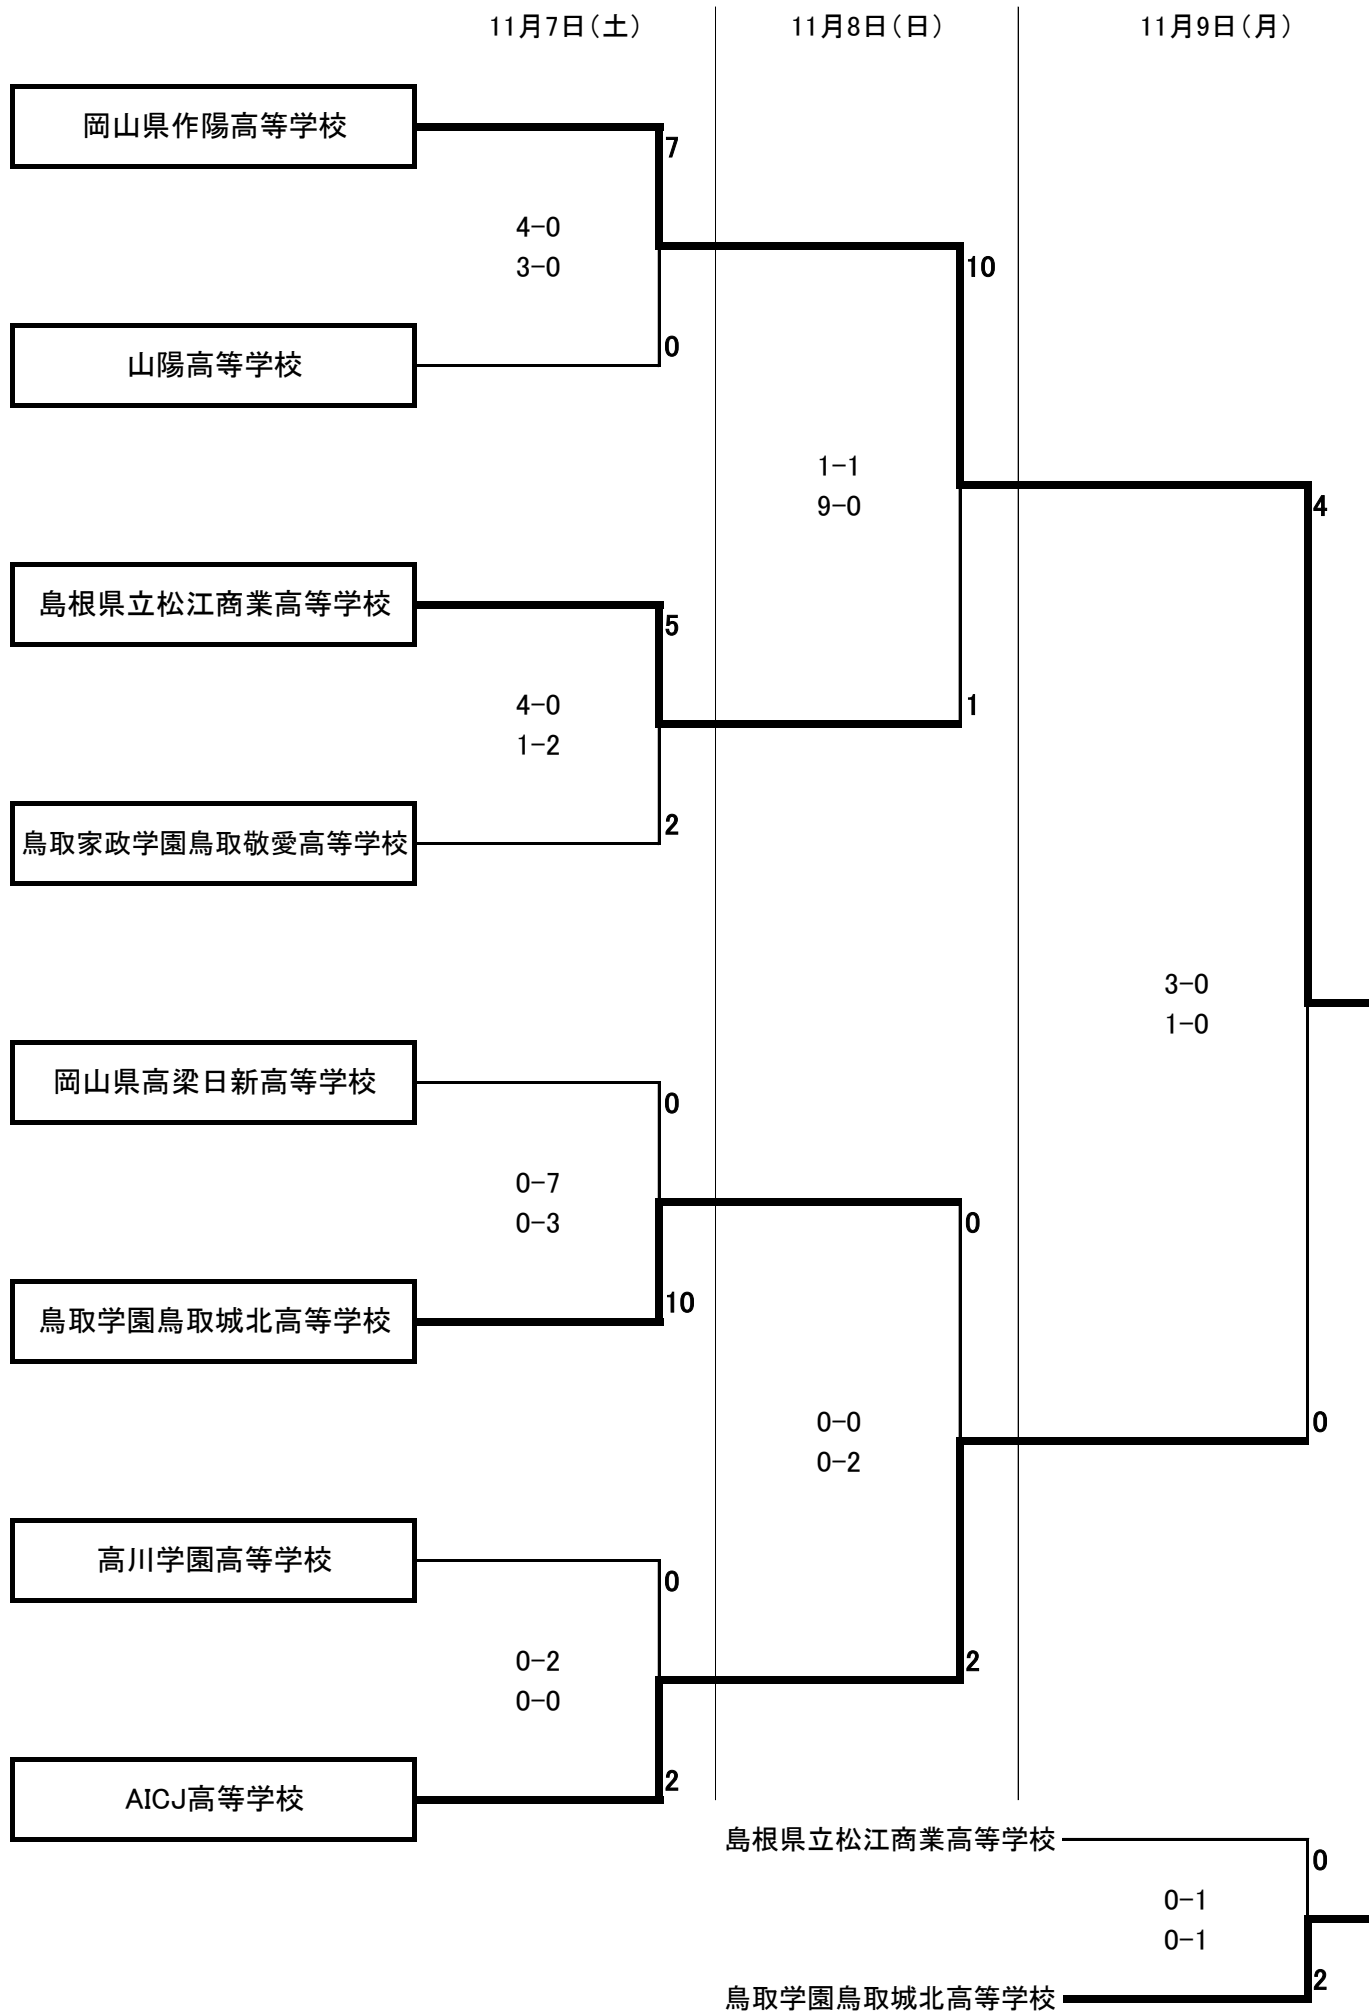 11月7日(土)
11月8日(日)
11月9日(月)
岡山県作陽高等学校
7
4-0
3-0
10
山陽高等学校
0
1-1
9-0
4
島根県立松江商業高等学校
5
4-0
1-2
1
鳥取家政学園鳥取敬愛高等学校
2
3-0
1-0
岡山県高梁日新高等学校
0
0-7
0-3
0
鳥取学園鳥取城北高等学校
10
0-0
0-2
0
高川学園高等学校
0
0-2
0-0
2
AICJ高等学校
2
島根県立松江商業高等学校
0
0-1
0-1
鳥取学園鳥取城北高等学校
2